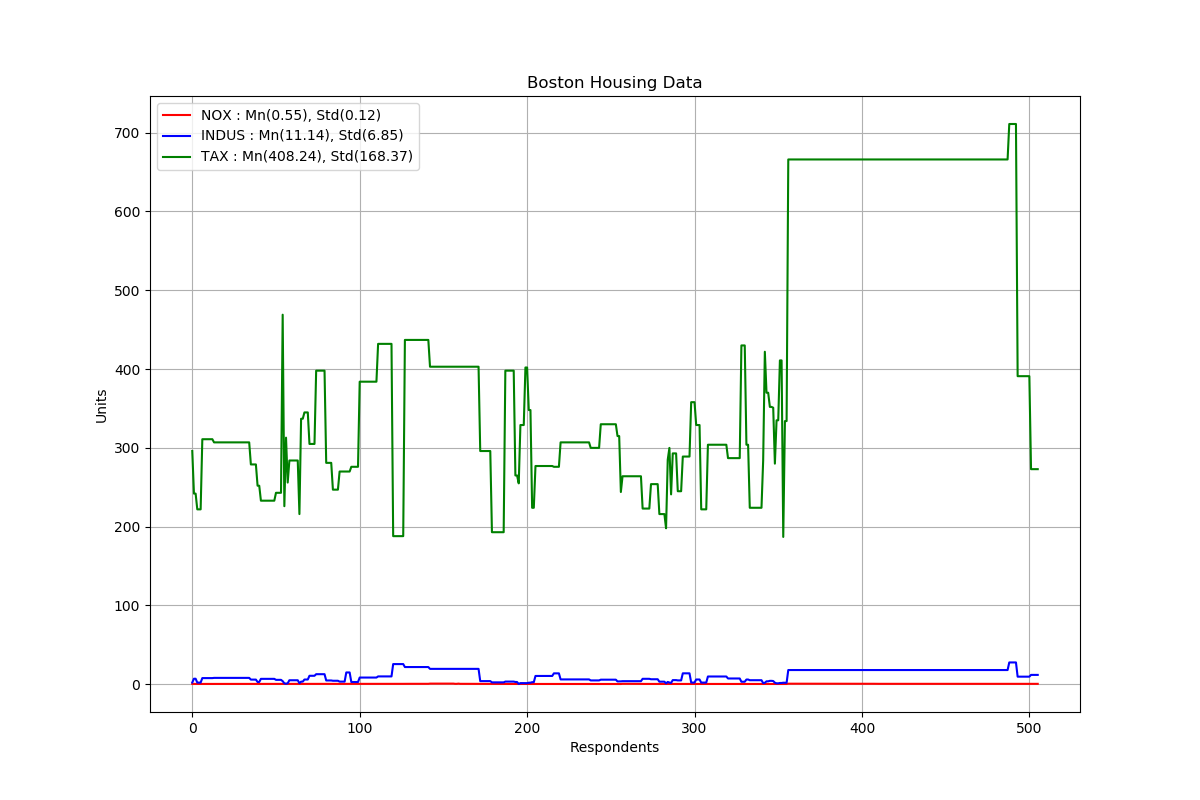 Boston Housing Data
NOX : Mn(0.55), Std(0.12)
INDUS : Mn(11.14), Std(6.85)
TAX : Mn(408.24), Std(168.37)
700
600
500
400
300
200
100
0
Units
0 100 200 300 400 500
Respondents